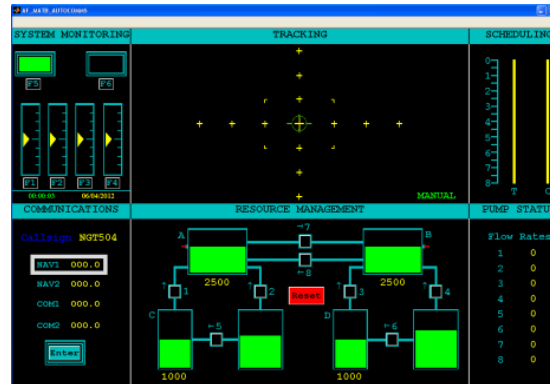 AF_MATB_AUTOCOMMS
SYSTEM MONITORING
TRACKING
SCHEDULING
F5 F6
F1 F2 F3 F4
00:00:03 06/04/2012
MANUAL
0
1
2
3
4
5
6
7
8
T
COMMUNICATIONS
RESOURCE MANAGEMENT
PUMP STATU
Callsign NGT504
NAV1 000.0
NAV2 000.0
COM1 000.0
COM2 000.0
Enter
A
B
→7
←8
2500
2500
↑1
↑2
Reset
↑3
↑4
C
D
←5
←6
1000
1000
Flow Rates
1 0
2 0
3 0
4 0
5 0
6 0
7 0
8 0